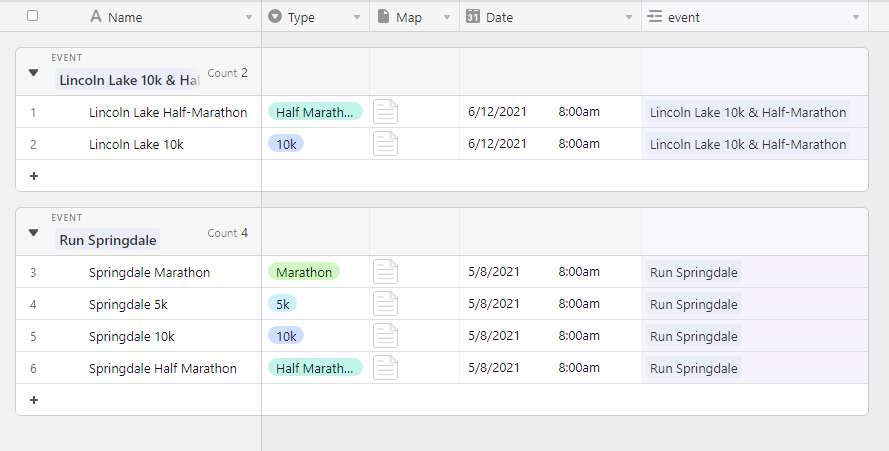 Name Type Map 31 Date event
EVENT
Lincoln Lake 10k & Hal Count 2
1 Lincoln Lake Half-Marathon Half Marath... 6/12/2021 8:00am Lincoln Lake 10k & Half-Marathon
2 Lincoln Lake 10k 10k 6/12/2021 8:00am Lincoln Lake 10k & Half-Marathon
+
EVENT
Run Springdale Count 4
3 Springdale Marathon Marathon 5/8/2021 8:00am Run Springdale
4 Springdale 5k 5k 5/8/2021 8:00am Run Springdale
5 Springdale 10k 10k 5/8/2021 8:00am Run Springdale
6 Springdale Half Marathon Half Marath... 5/8/2021 8:00am Run Springdale
+